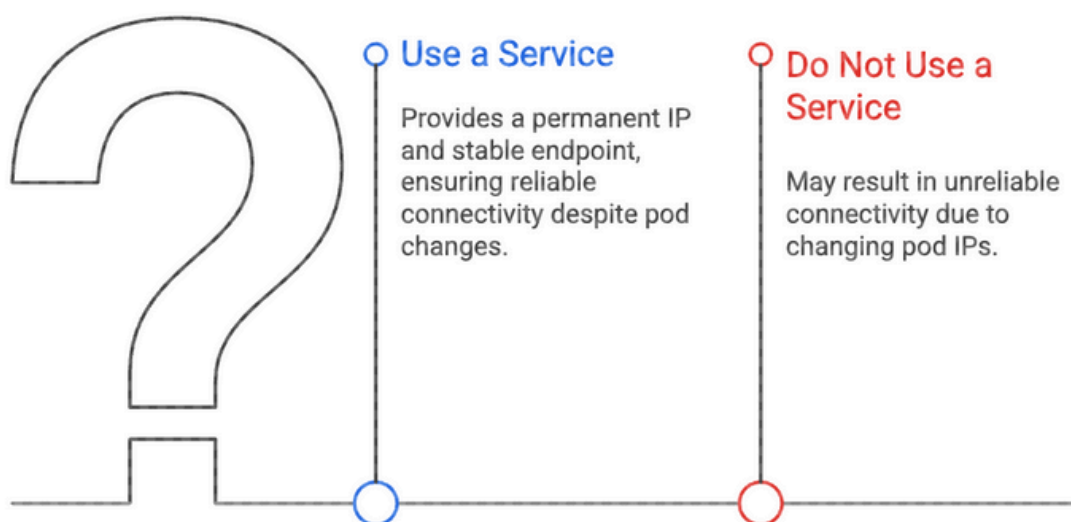 Use a Service
Provides a permanent IP
and stable endpoint,
ensuring reliable
connectivity despite pod
changes.
Do Not Use a
Service
May result in unreliable
connectivity due to
changing pod IPs.